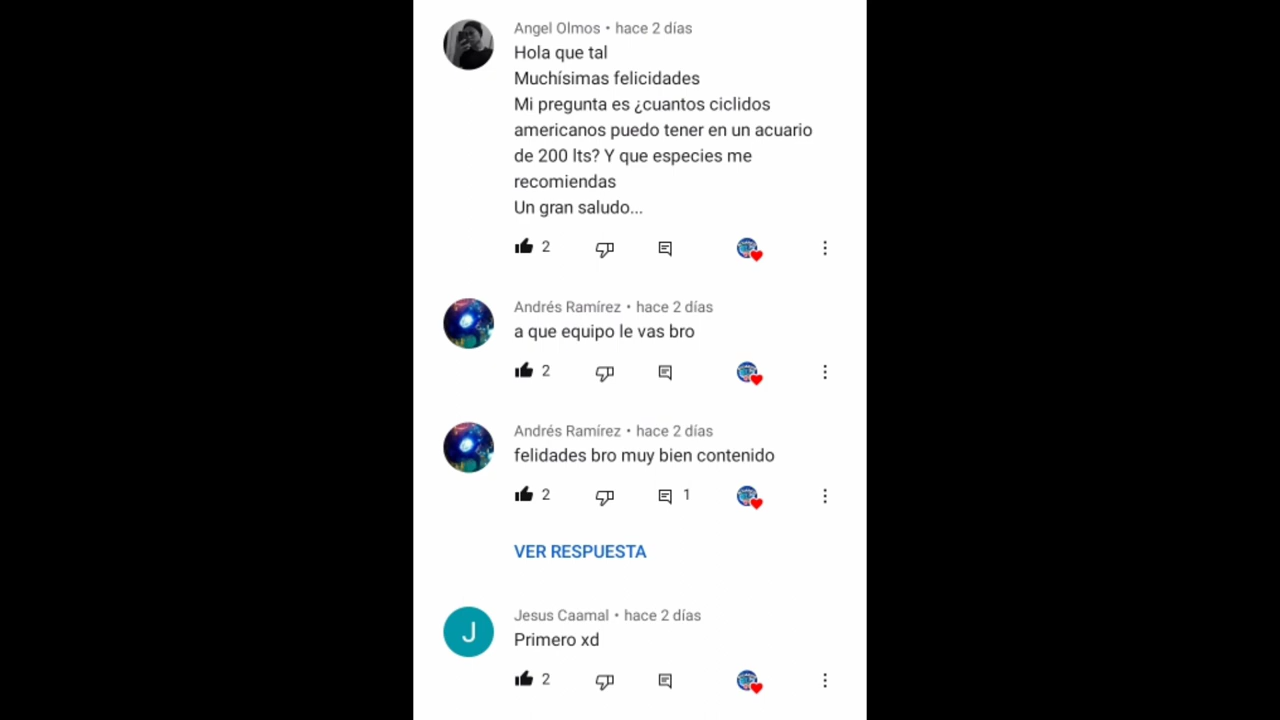 Angel Olmos • hace 2 días
Hola que tal
Muchísimas felicidades
Mi pregunta es ¿cuantos ciclidos
americanos puedo tener en un acuario
de 200 lts? Y que especies me
recomiendas
Un gran saludo...
2
Andrés Ramírez • hace 2 días
a que equipo le vas bro
2
Andrés Ramírez • hace 2 días
felidades bro muy bien contenido
2 1
VER RESPUESTA
J
Jesus Caamal • hace 2 días
Primero xd
2